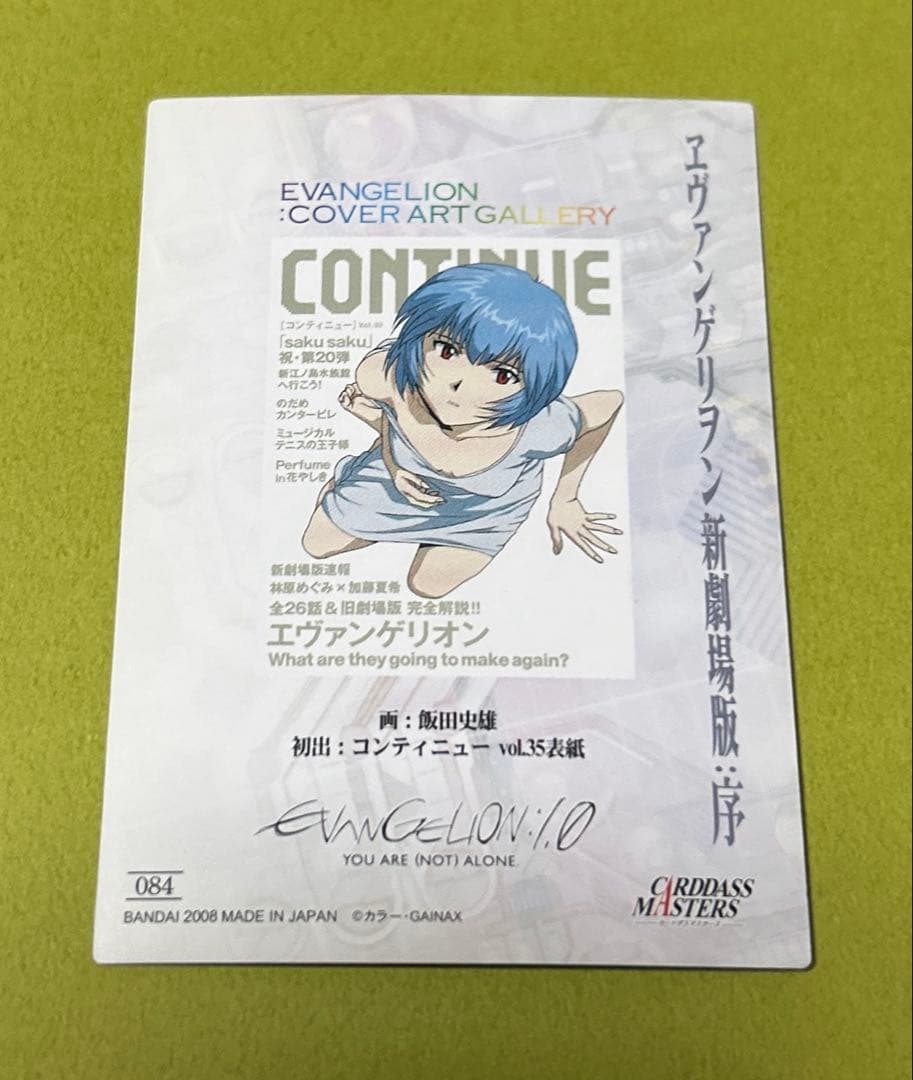 EVANGELION
:COVER ART GALLERY
ヱヴァンゲリヲン新劇場版:序
CONTINUE
[コンティニュー]
「saku saku」
祝・第20弾
新江ノ島水族館
へ行こう!
のだめ
カンタービレ
ミュージカル
テニスの王子様
Perfume
in花やしき
新劇場版速報
林原めぐみ×加藤夏希
全26話&旧劇場版 完全解説!!
エヴァンゲリオン
What are they going to make again?
画:飯田史雄
初出:コンティニュー vol.35表紙
EVANGELION:1.0
YOU ARE (NOT) ALONE.
084
BANDAI 2008 MADE IN JAPAN ©カラー・GAINAX
CARDDASS
MASTERS